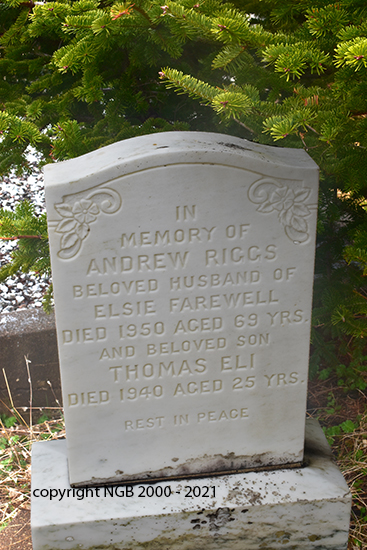 IN
MEMORY OF
ANDREW RIGGS
BELOVED HUSBAND OF
ELSIE FAREWELL
DIED 1950 AGED 69 YRS.
AND BELOVED SON
THOMAS ELI
DIED 1940 AGED 25 YRS.
REST IN PEACE
copyright NGB 2000 - 2021
RIGGS